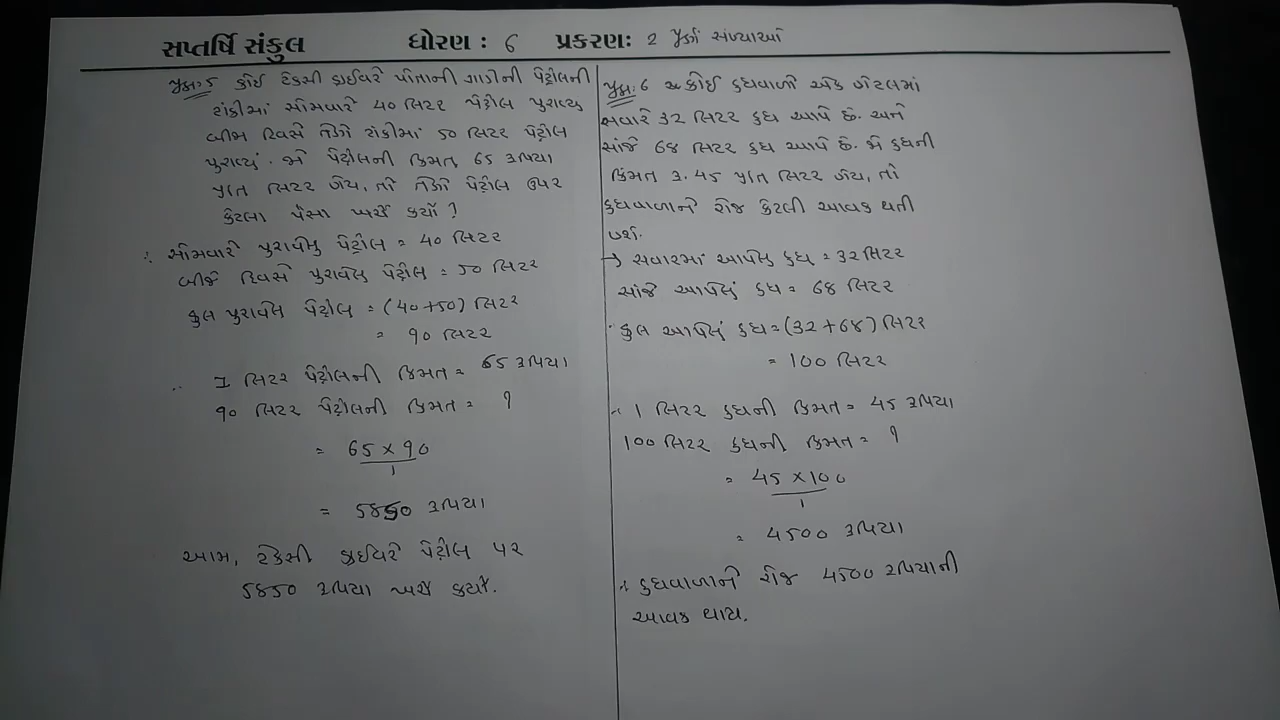 સપ્તર્ષિ સંકુલ ધોરણ : 6 પ્રકરણ: 2 પૂર્ણ સંખ્યાઓ
પ્રશ્ન:5 કોઈ ટેક્સી ડ્રાઈવરે પોતાની ગાડીની પેટ્રોલની
ટાંકીમાં સોમવારે 40 લિટર પેટ્રોલ પુરાવ્યુ
બીજા દિવસે તેણે ટાંકીમાં 50 લિટર પેટ્રોલ
પુરાવ્યું. જો પેટ્રોલની કિંમત 65 રૂપિયા
પ્રતિ લિટર હોય, તો તેણે પેટ્રોલ ઉપર
કેટલા પૈસા ખર્ચ કર્યા ?
∴ સોમવારે પુરાવેલુ પેટ્રોલ = 40 લિટર
બીજે દિવસે પુરાવેલુ પેટ્રોલ = 50 લિટર
કુલ પુરાવેલ પેટ્રોલ = (40+50) લિટર
= 90 લિટર
∴ 1 લિટર પેટ્રોલની કિંમત = 65 રૂપિયા
90 લિટર પેટ્રોલની કિંમત = ?
= 65 × 90
1
= 5850 રૂપિયા
આમ, ટેક્સી ડ્રાઈવરે પેટ્રોલ પર
5850 રૂપિયા ખર્ચ કર્યો.
પ્રશ્ન:6 કોઈ દુધવાળો એક હોટલમાં
સવારે 32 લિટર દુધ આપે છે. અને
સાંજે 68 લિટર દુધ આપે છે. જો દુધની
કિંમત રૂ. 45 પ્રતિ લિટર હોય, તો
દુધવાળાને રોજ કેટલી આવક થતી
હશે.
→ સવારમાં આપેલુ દુધ = 32 લિટર
સાંજે આપેલું દુધ = 68 લિટર
∴ કુલ આપેલું દુધ = (32+68) લિટર
= 100 લિટર
∴ 1 લિટર દુધની કિંમત = 45 રૂપિયા
100 લિટર દુધની કિંમત = ?
= 45 × 100
1
= 4500 રૂપિયા
∴ દુધવાળાને રોજ 4500 રૂપિયાની
આવક થાય.